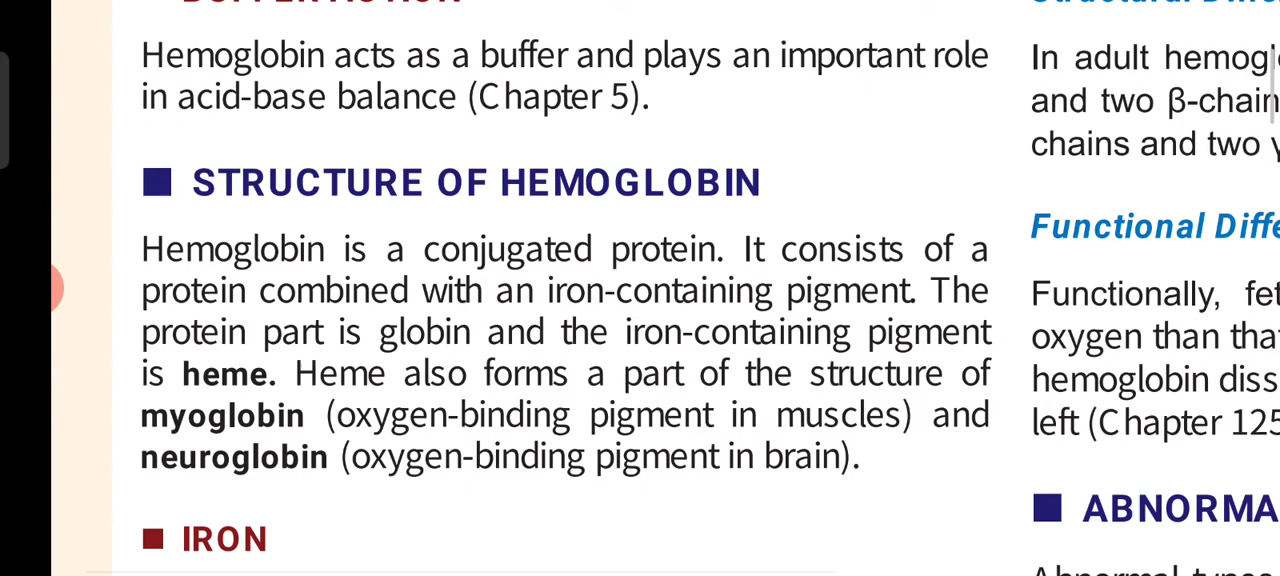 Hemoglobin acts as a buffer and plays an important role
in acid-base balance (Chapter 5).
STRUCTURE OF HEMOGLOBIN
Hemoglobin is a conjugated protein. It consists of a
protein combined with an iron-containing pigment. The
protein part is globin and the iron-containing pigment
is heme. Heme also forms a part of the structure of
myoglobin (oxygen-binding pigment in muscles) and
neuroglobin (oxygen-binding pigment in brain).
IRON
In adult
and two
chains and two
Functional
Functionally,
oxygen than
hemoglobin
left (Chapter